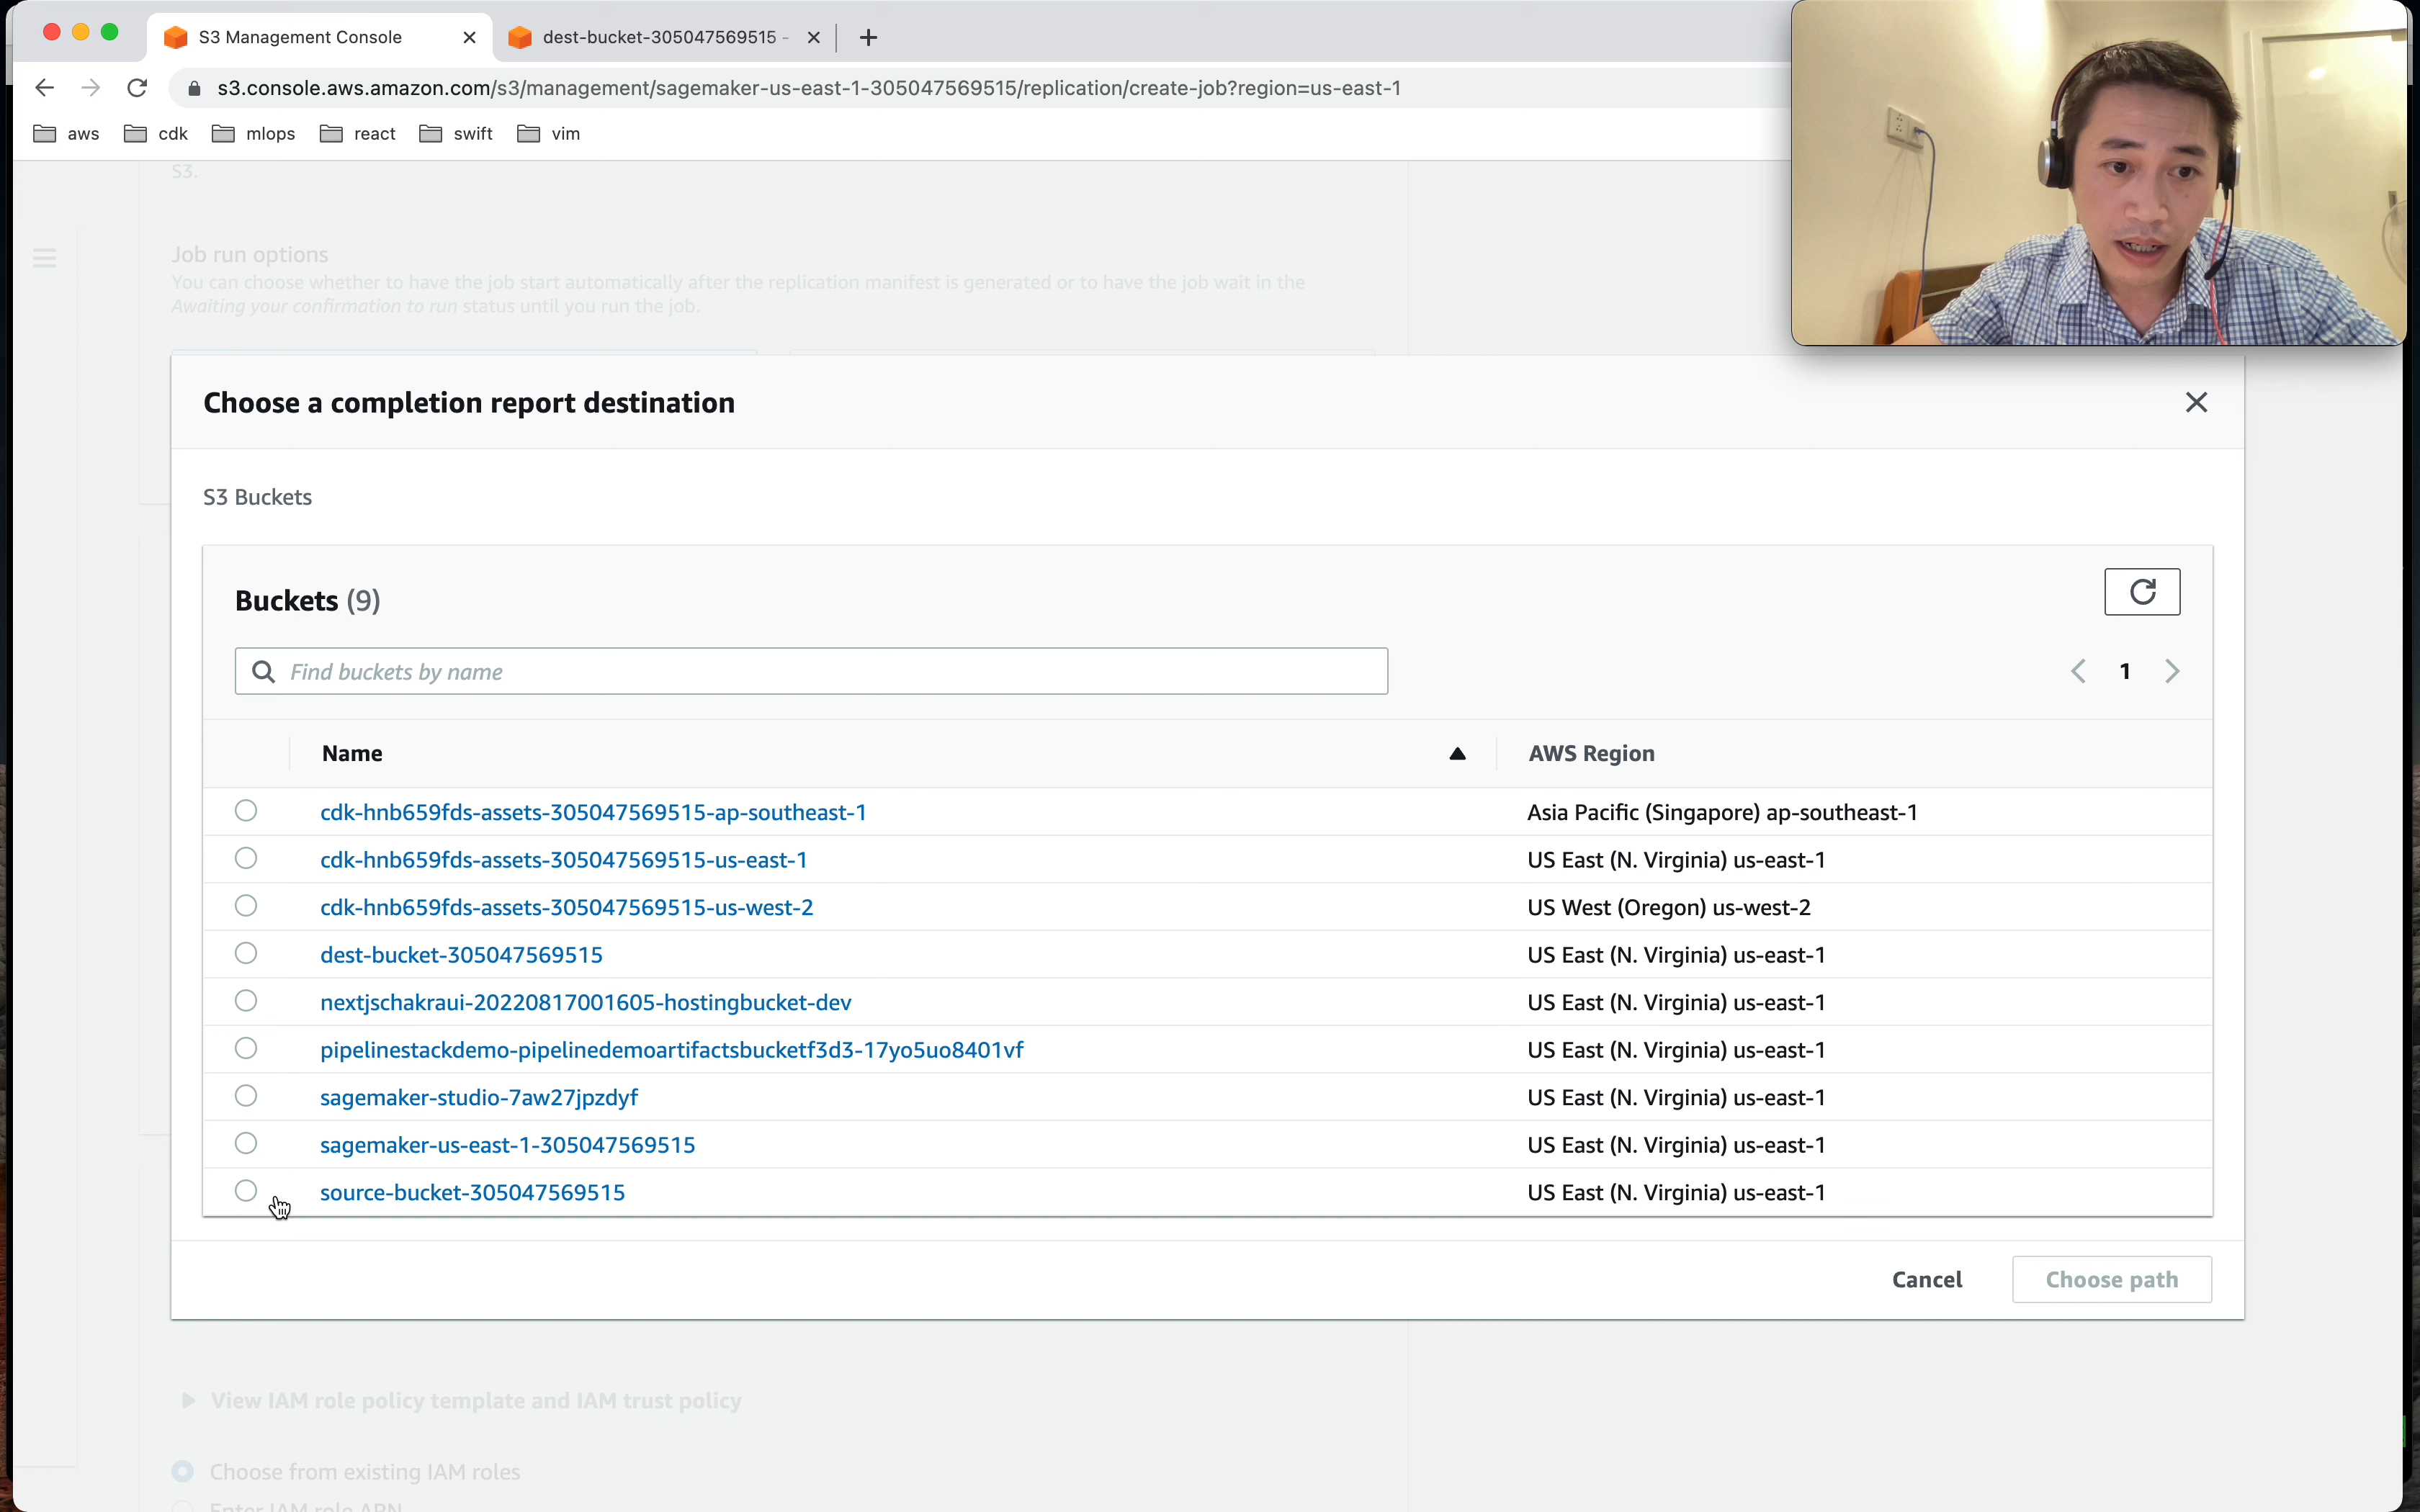 S3 Management Console
dest-bucket-305047569515 -
s3.console.aws.amazon.com/s3/management/sagemaker-us-east-1-305047569515/replication/create-job?region=us-east-1
aws
cdk
mlops
react
swift
vim
S3.
Job run options
You can choose whether to have the job start automatically after the replication manifest is generated or to have the job wait in the
Awaiting your confirmation to run status until you run the job.
Choose a completion report destination
S3 Buckets
Buckets (9)
Find buckets by name
1
Name
AWS Region
cdk-hnb659fds-assets-305047569515-ap-southeast-1
Asia Pacific (Singapore) ap-southeast-1
cdk-hnb659fds-assets-305047569515-us-east-1
US East (N. Virginia) us-east-1
cdk-hnb659fds-assets-305047569515-us-west-2
US West (Oregon) us-west-2
dest-bucket-305047569515
US East (N. Virginia) us-east-1
nextjschakraui-20220817001605-hostingbucket-dev
US East (N. Virginia) us-east-1
pipelinestackdemo-pipelinedemoartifactsbucketf3d3-17yo5uo8401vf
US East (N. Virginia) us-east-1
sagemaker-studio-7aw27jpzdyf
US East (N. Virginia) us-east-1
sagemaker-us-east-1-305047569515
US East (N. Virginia) us-east-1
source-bucket-305047569515
US East (N. Virginia) us-east-1
Cancel
Choose path
View IAM role policy template and IAM trust policy
Choose from existing IAM roles
Enter IAM role ARN